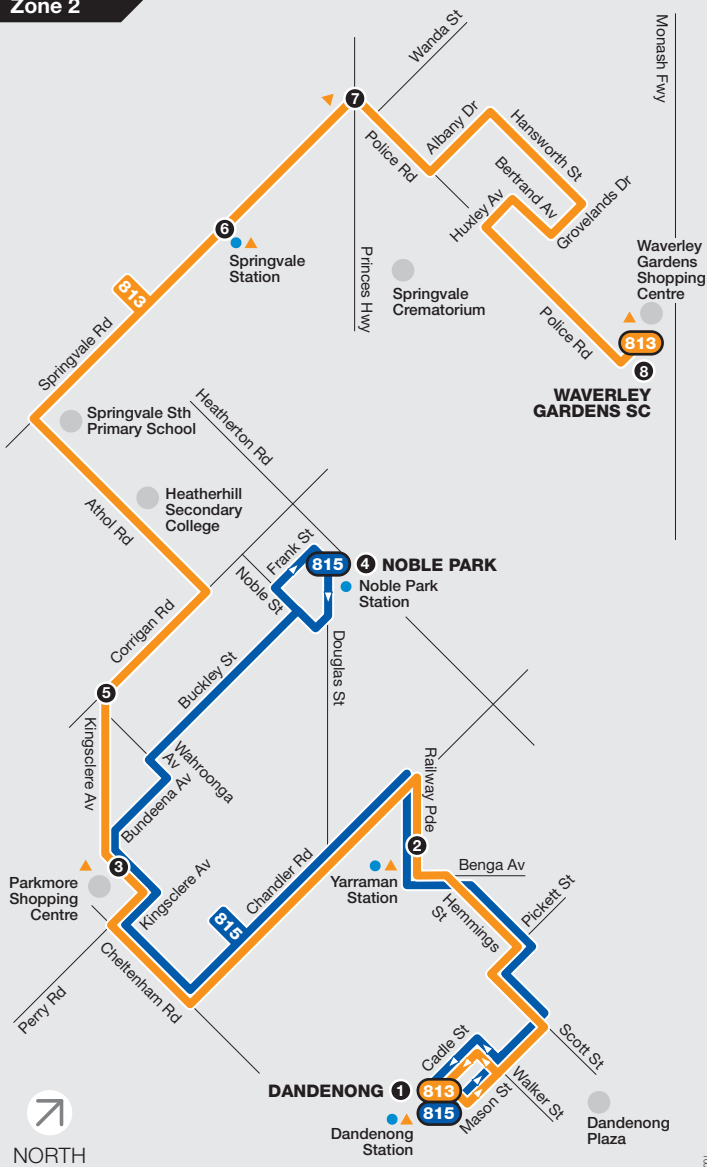 Zone 2
Wanda St
Monash Fwy
7
Albany Dr
Hansworth St
Police Rd
Bertrand Av
Huxley Av
Grovelands Dr
6
Springvale
Station
Princes Hwy
Springvale
Crematorium
Waverley
Gardens
Shopping
Centre
813
Police Rd
813
8
WAVERLEY
GARDENS SC
Springvale Rd
Heatherton Rd
Springvale Sth
Primary School
Athol Rd
Heatherhill
Secondary
College
Frank St
815
4
NOBLE PARK
Noble St
Noble Park
Station
Corrigan Rd
Buckley St
Douglas St
5
Kingsclere Av
Wahroonga
Av
Bundeena Av
Railway Pde
2
3
Parkmore
Shopping
Centre
Kingsclere Av
Chandler Rd
Yarraman
Station
Benga Av
Hemmings
St
Pickett St
815
Cheltenham Rd
Perry Rd
Cadle St
Scott St
DANDENONG
1
813
815
Mason St
Walker St
Dandenong
Station
Dandenong
Plaza
NORTH